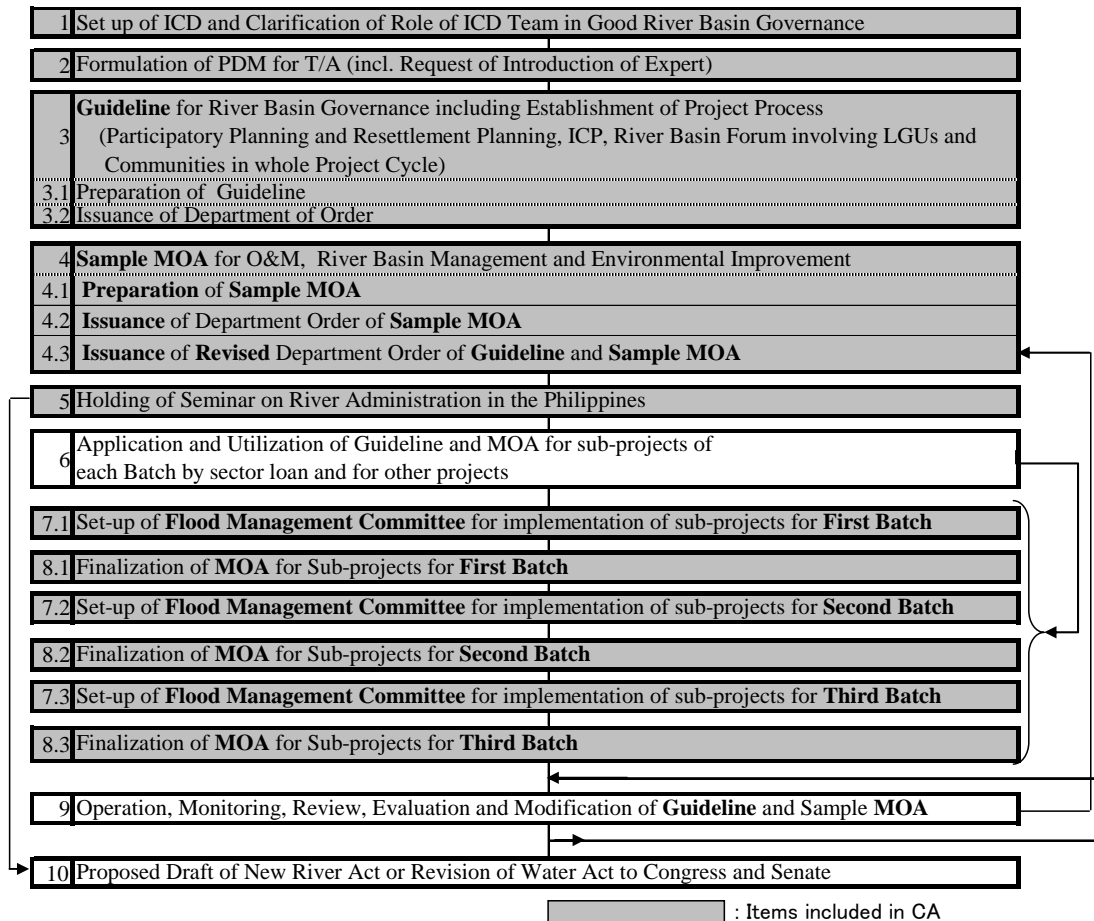 1 Set up of ICD and Clarification of Role of ICD Team in Good River Basin Governance
2 Formulation of PDM for T/A (incl. Request of Introduction of Expert)
3 Guideline for River Basin Governance including Establishment of Project Process
(Participatory Planning and Resettlement Planning, ICP, River Basin Forum involving LGUs and
Communities in whole Project Cycle)
3.1 Preparation of Guideline
3.2 Issuance of Department of Order
4 Sample MOA for O&M, River Basin Management and Environmental Improvement
4.1 Preparation of Sample MOA
4.2 Issuance of Department Order of Sample MOA
4.3 Issuance of Revised Department Order of Guideline and Sample MOA
5 Holding of Seminar on River Administration in the Philippines
6 Application and Utilization of Guideline and MOA for sub-projects of
each Batch by sector loan and for other projects
7.1 Set-up of Flood Management Committee for implementation of sub-projects for First Batch
8.1 Finalization of MOA for Sub-projects for First Batch
7.2 Set-up of Flood Management Committee for implementation of sub-projects for Second Batch
8.2 Finalization of MOA for Sub-projects for Second Batch
7.3 Set-up of Flood Management Committee for implementation of sub-projects for Third Batch
8.3 Finalization of MOA for Sub-projects for Third Batch
9 Operation, Monitoring, Review, Evaluation and Modification of Guideline and Sample MOA
10 Proposed Draft of New River Act or Revision of Water Act to Congress and Senate
: Items included in CA